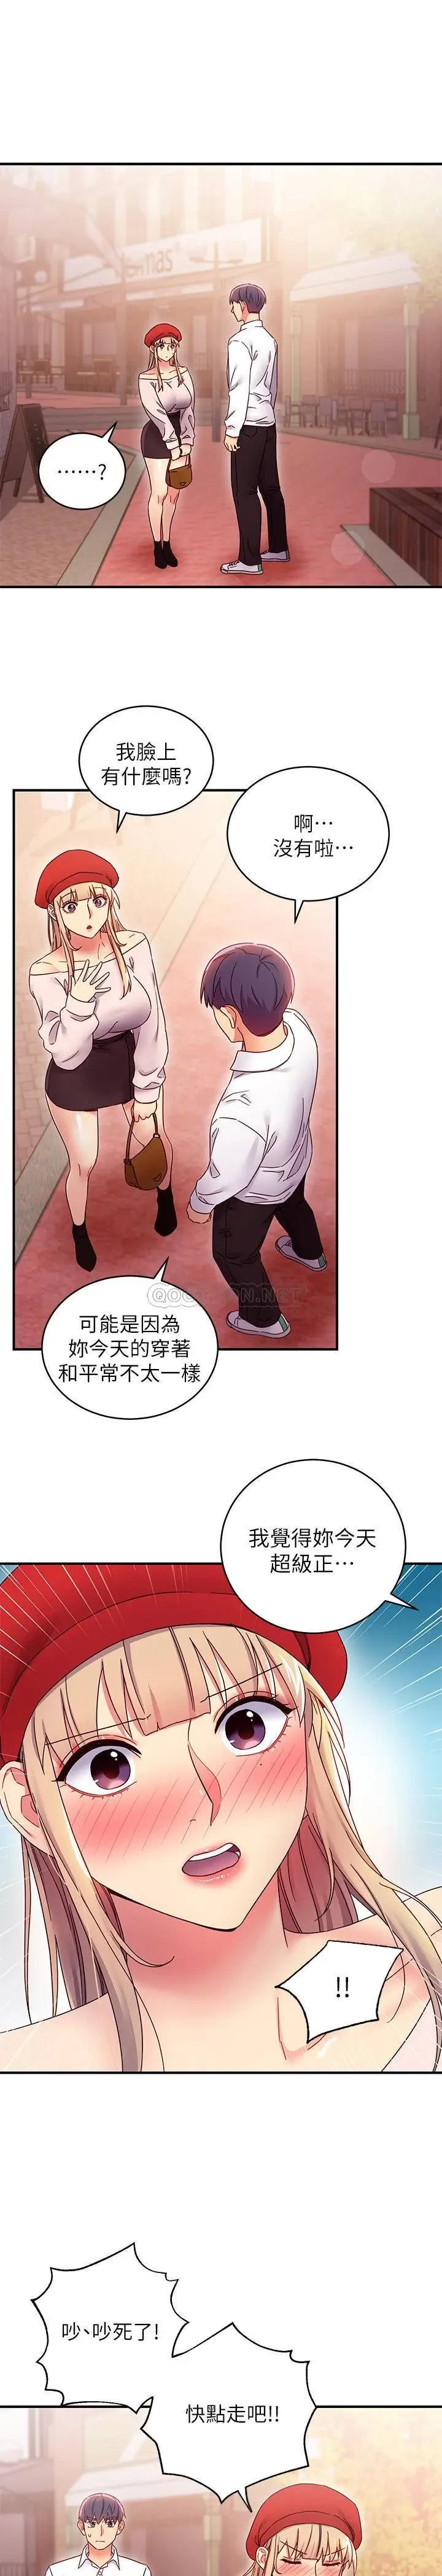 ……?
我臉上
有什麼嗎?
啊…
沒有啦…
可能是因為
妳今天的穿著
和平常不太一樣
我覺得妳今天
超級正…
!!
吵、吵死了!
快點走吧!!